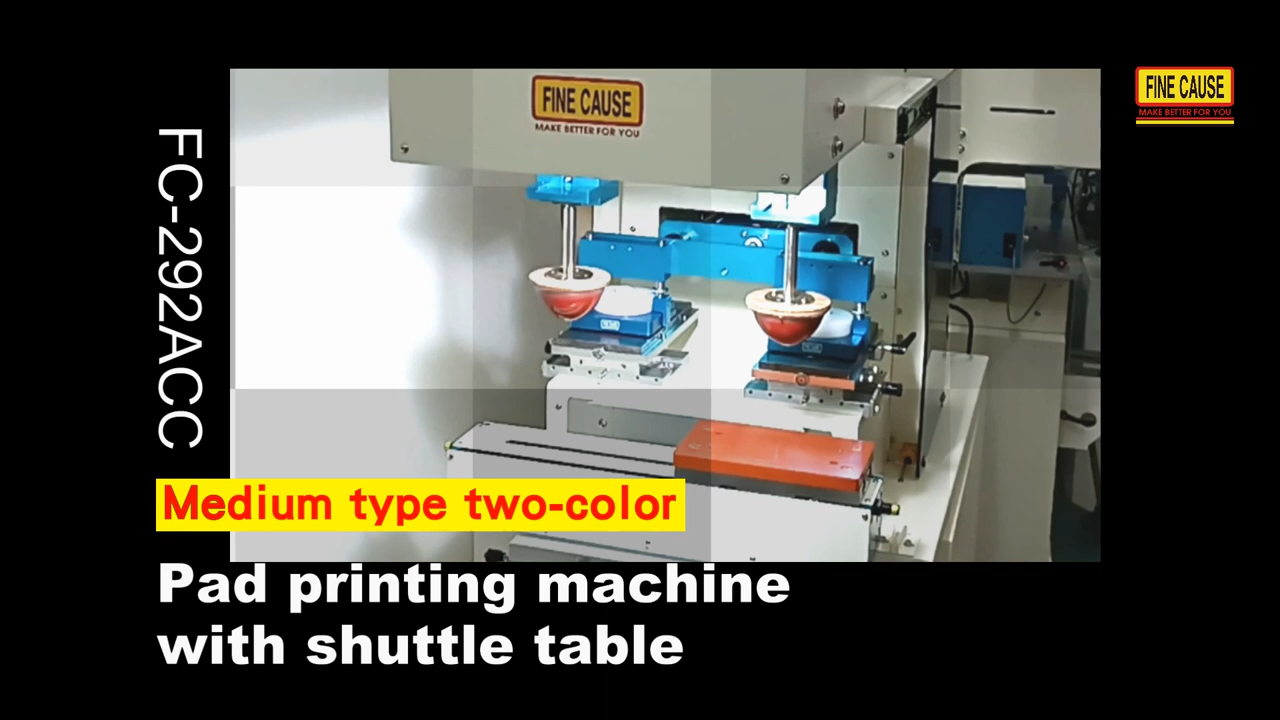 FINE CAUSE
MAKE BETTER FOR YOU
FINE CAUSE
MAKE BETTER FOR YOU
FC-292ACC
Medium type two-color
Pad printing machine
with shuttle table